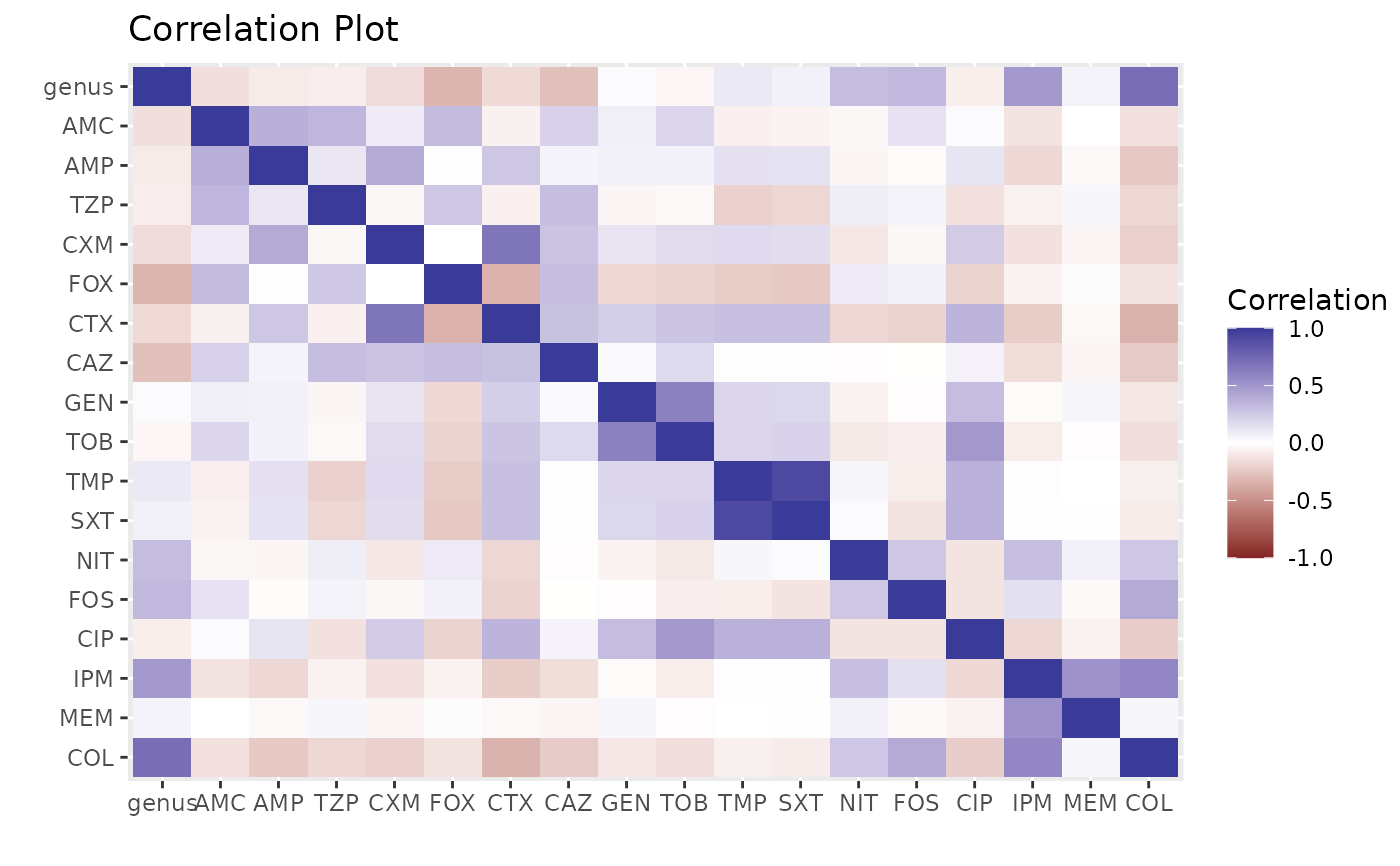 Correlation Plot
genus
AMC
AMP
TZP
CXM
FOX
CTX
CAZ
GEN
TOB
TMP
SXT
NIT
FOS
CIP
IPM
MEM
COL
genus AMC AMP TZP CXM FOX CTX CAZ GEN TOB TMP SXT NIT FOS CIP IPM MEM COL
Correlation
1.0
0.5
0.0
-0.5
-1.0